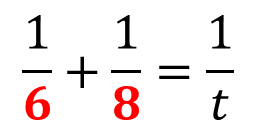 1/6 + 1/8 = 1/t